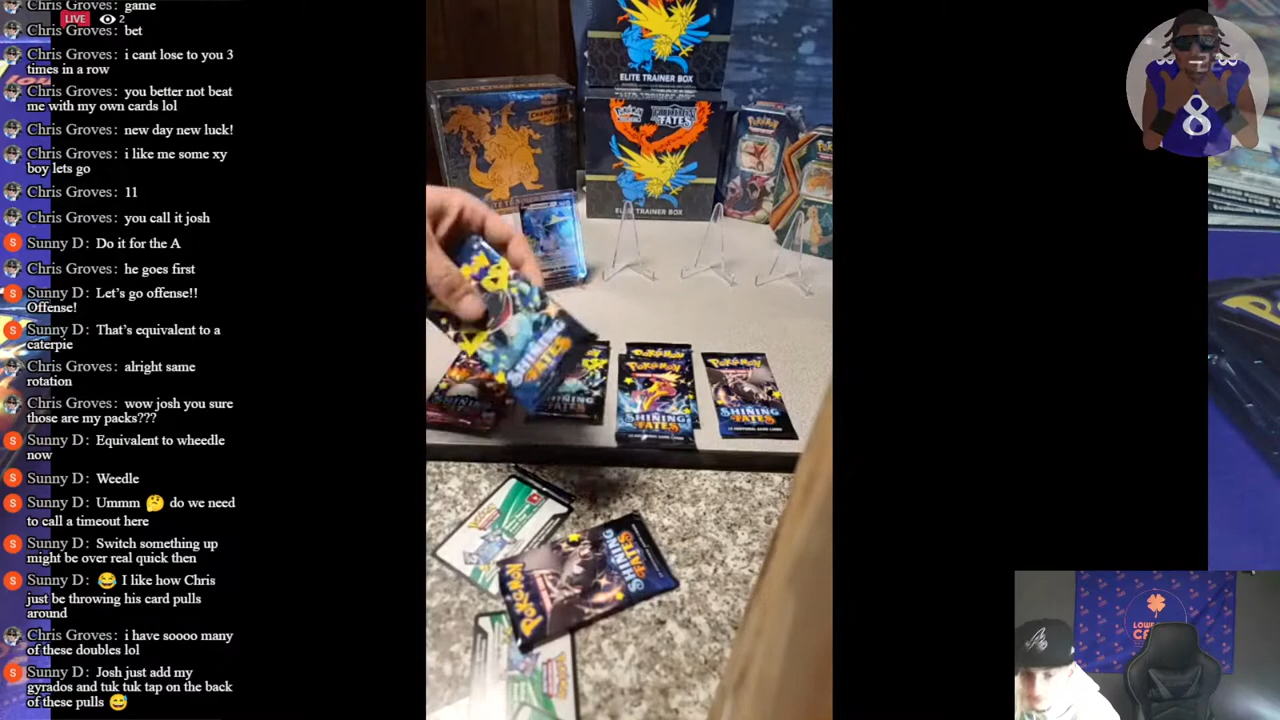 Chris Groves: game
LIVE 2
Chris Groves: bet
Chris Groves: i cant lose to you 3
times in a row
Chris Groves: you better not beat
me with my own cards lol
Chris Groves: new day new luck!
Chris Groves: i like me some xy
boy lets go
Chris Groves: 11
Chris Groves: you call it josh
S Sunny D: Do it for the A
Chris Groves: he goes first
S Sunny D: Let's go offense!!
Offense!
S Sunny D: That's equivalent to a
caterpie
Chris Groves: alright same
rotation
Chris Groves: wow josh you sure
those are my packs???
S Sunny D: Equivalent to wheedle
now
S Sunny D: Weedle
S Sunny D: Ummm 🤔 do we need
to call a timeout here
S Sunny D: Switch something up
might be over real quick then
S Sunny D: 😂 I like how Chris
just be throwing his card pulls
around
Chris Groves: i have soooo many
of these doubles lol
S Sunny D: Josh just add my
gyrados and tuk tuk tap on the back
of these pulls 😅
ELITE TRAINER BOX
ELITE TRAINER BOX
Pokémon
Pokémon
SHINING
FATES
Pokémon
SHINING
FATES
Pokémon
SHINING
FATES
POKéMON
SHINING
FATES
8